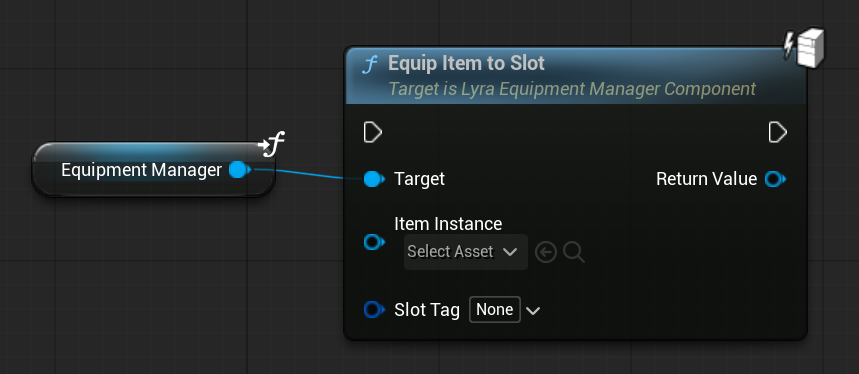 Equip Item to Slot
Target is Lyra Equipment Manager Component
Equipment Manager
Target
Return Value
Item Instance
Select Asset
Slot Tag None